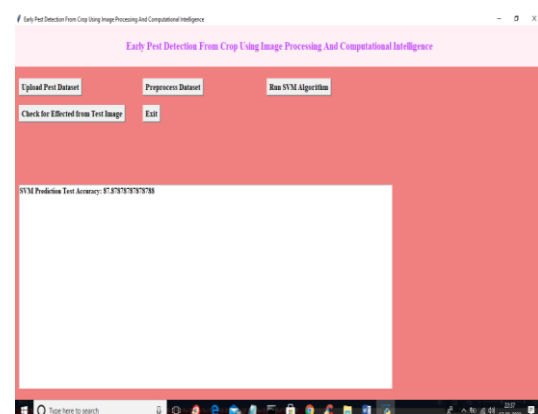 Early Pest Detection From Crop Using Image Processing And Computational Intelligence
Early Pest Detection From Crop Using Image Processing And Computational Intelligence
Upload Pest Dataset Preprocess Dataset Run SVM Algorithm
Check for Effected from Test Image Exit
SVM Prediction Test Accuracy: 87.87878787878788
Type here to search